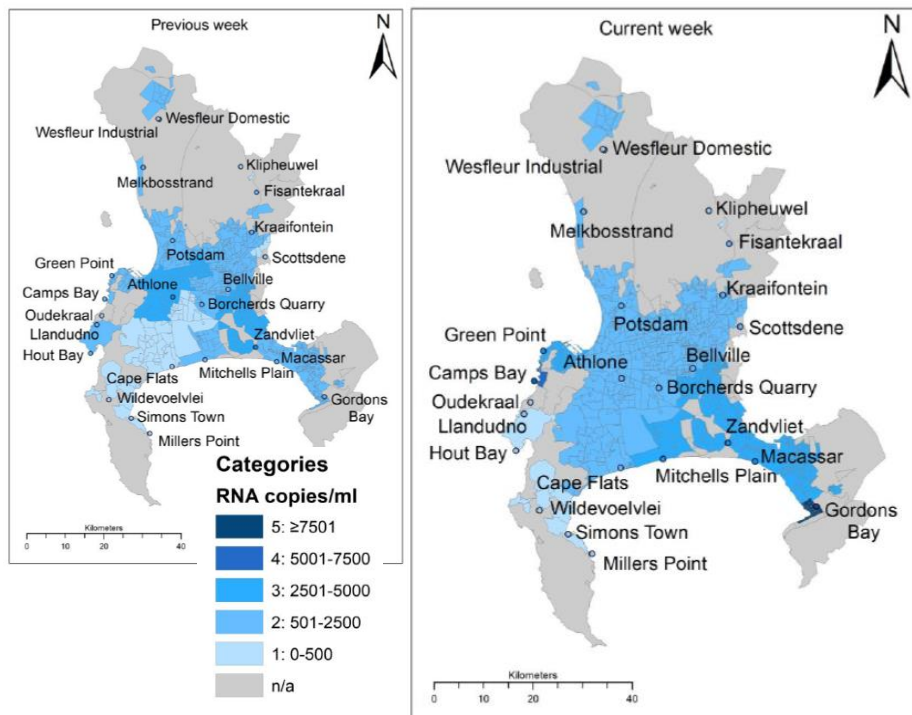 Previous week
N
Wesfleur Domestic
Wesfleur Industrial
Klipheuwel
Melkbosstrand
Fisantekraal
Kraaifontein
Potsdam
Scottsdene
Green Point
Bellville
Athlone
Camps Bay
Borcherds Quarry
Oudekraal
Zandvliet
Llandudno
Hout Bay
Macassar
Mitchells Plain
Cape Flats
Wildevoelvlei
Gordons
Bay
Simons Town
Millers Point
Categories
RNA copies/ml
5: ≥7501
4: 5001-7500
3: 2501-5000
2: 501-2500
1: 0-500
n/a
Kilometers
0 10 20 40
Current week
N
Wesfleur Domestic
Wesfleur Industrial
Klipheuwel
Melkbosstrand
Fisantekraal
Kraaifontein
Potsdam
Scottsdene
Green Point
Athlone
Bellville
Camps Bay
Borcherds Quarry
Oudekraal
Llandudno
Zandvliet
Hout Bay
Macassar
Mitchells Plain
Cape Flats
Wildevoelvlei
Gordons
Bay
Simons Town
Millers Point
Kilometers
0 10 20 40